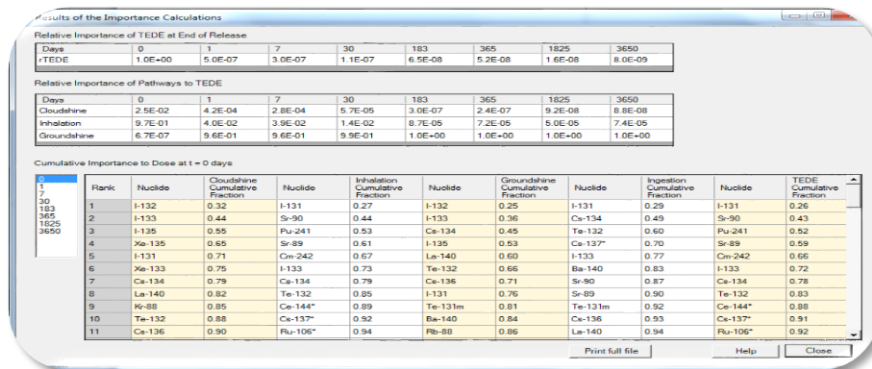 Results of the Importance Calculations
Relative Importance of TEDE at End of Release
Days 0 1 7 30 183 365 1825 3650
rTEDE 1.0E+00 5.0E-07 3.0E-07 1.1E-07 6.5E-08 5.2E-08 1.6E-08 8.0E-09
Relative Importance of Pathways to TEDE
Days 0 1 7 30 183 365 1825 3650
Cloudshine 2.5E-02 4.2E-04 2.8E-04 5.7E-05 3.0E-07 2.4E-07 9.2E-08 8.8E-08
Inhalation 9.7E-01 4.0E-02 3.9E-02 1.4E-02 8.7E-05 7.2E-05 5.0E-05 7.4E-05
Groundshine 6.7E-07 9.6E-01 9.6E-01 9.9E-01 1.0E+00 1.0E+00 1.0E+00 1.0E+00
Cumulative Importance to Dose at t = 0 days
0
1
7
30
183
365
1825
3650
Rank Nuclide Cloudshine Cumulative Fraction Nuclide Inhalation Cumulative Fraction Nuclide Groundshine Cumulative Fraction Nuclide Ingestion Cumulative Fraction Nuclide TEDE Cumulative Fraction
1 I-132 0.32 I-131 0.27 I-132 0.25 I-131 0.29 I-131 0.26
2 I-133 0.44 Sr-90 0.44 I-133 0.36 Cs-134 0.49 Sr-90 0.43
3 I-135 0.55 Pu-241 0.53 Cs-134 0.45 Te-132 0.60 Pu-241 0.52
4 Xe-135 0.65 Sr-89 0.61 I-135 0.53 Cs-137* 0.70 Sr-89 0.59
5 I-131 0.71 Cm-242 0.67 La-140 0.60 I-133 0.77 Cm-242 0.66
6 Xe-133 0.75 I-133 0.73 Te-132 0.66 Ba-140 0.83 I-133 0.72
7 Cs-134 0.79 Cs-134 0.79 Cs-136 0.71 Sr-90 0.87 Cs-134 0.78
8 La-140 0.82 Te-132 0.85 I-131 0.76 Sr-89 0.90 Te-132 0.83
9 Kr-88 0.85 Ce-144* 0.89 Te-131m 0.81 Te-131m 0.92 Ce-144* 0.88
10 Te-132 0.88 Cs-137* 0.92 Ba-140 0.84 Cs-136 0.93 Cs-137* 0.91
11 Cs-136 0.90 Ru-106* 0.94 Rb-88 0.86 La-140 0.94 Ru-106* 0.92
Print full file Help Close